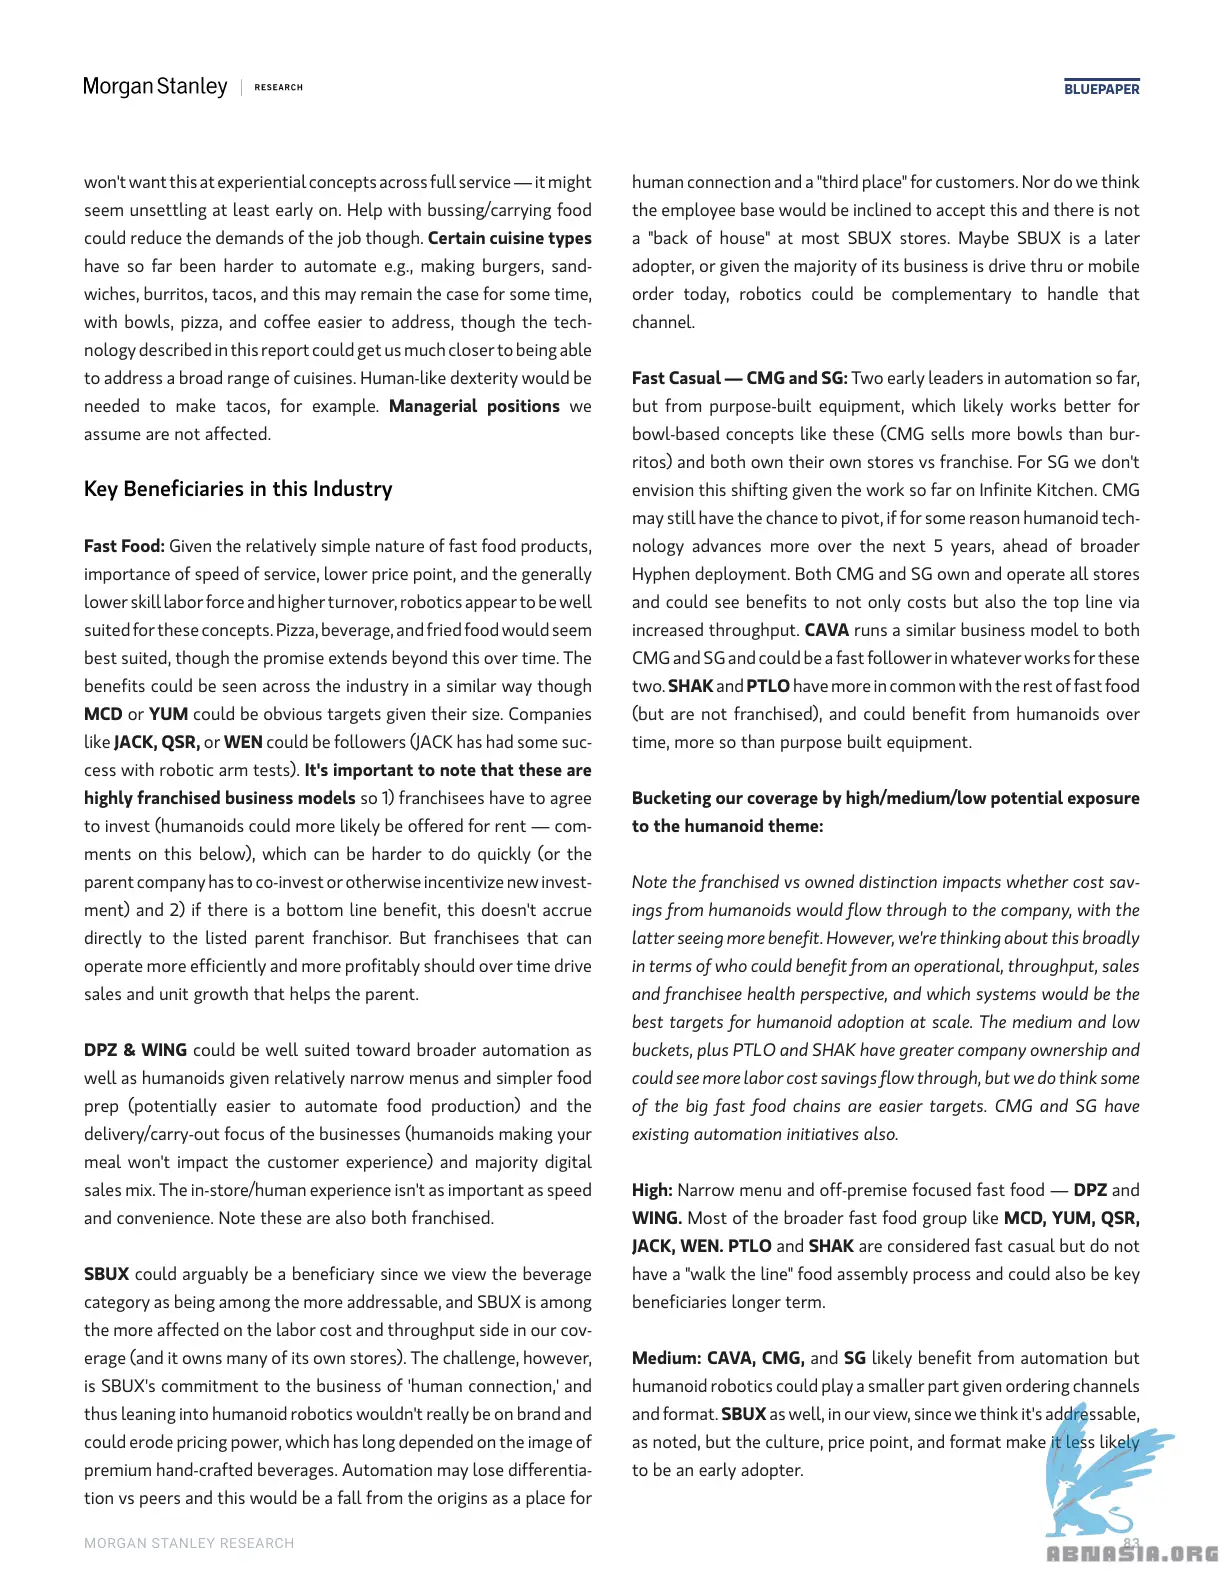 Morgan Stanley | RESEARCH
BLUEPAPER
won't want this at experiential concepts across full service — it might
seem unsettling at least early on. Help with bussing/carrying food
could reduce the demands of the job though. Certain cuisine types
have so far been harder to automate e.g., making burgers, sand-
wiches, burritos, tacos, and this may remain the case for some time,
with bowls, pizza, and coffee easier to address, though the tech-
nology described in this report could get us much closer to being able
to address a broad range of cuisines. Human-like dexterity would be
needed to make tacos, for example. Managerial positions we
assume are not affected.
Key Beneficiaries in this Industry
Fast Food: Given the relatively simple nature of fast food products,
importance of speed of service, lower price point, and the generally
lower skill labor force and higher turnover, robotics appear to be well
suited for these concepts. Pizza, beverage, and fried food would seem
best suited, though the promise extends beyond this over time. The
benefits could be seen across the industry in a similar way though
MCD or YUM could be obvious targets given their size. Companies
like JACK, QSR, or WEN could be followers (JACK has had some suc-
cess with robotic arm tests). It's important to note that these are
highly franchised business models so 1) franchisees have to agree
to invest (humanoids could more likely be offered for rent — com-
ments on this below), which can be harder to do quickly (or the
parent company has to co-invest or otherwise incentivize new invest-
ment) and 2) if there is a bottom line benefit, this doesn't accrue
directly to the listed parent franchisor. But franchisees that can
operate more efficiently and more profitably should over time drive
sales and unit growth that helps the parent.
DPZ & WING could be well suited toward broader automation as
well as humanoids given relatively narrow menus and simpler food
prep (potentially easier to automate food production) and the
delivery/carry-out focus of the businesses (humanoids making your
meal won't impact the customer experience) and majority digital
sales mix. The in-store/human experience isn't as important as speed
and convenience. Note these are also both franchised.
SBUX could arguably be a beneficiary since we view the beverage
category as being among the more addressable, and SBUX is among
the more affected on the labor cost and throughput side in our cov-
erage (and it owns many of its own stores). The challenge, however,
is SBUX's commitment to the business of 'human connection,' and
thus leaning into humanoid robotics wouldn't really be on brand and
could erode pricing power, which has long depended on the image of
premium hand-crafted beverages. Automation may lose differentia-
tion vs peers and this would be a fall from the origins as a place for
human connection and a "third place" for customers. Nor do we think
the employee base would be inclined to accept this and there is not
a "back of house" at most SBUX stores. Maybe SBUX is a later
adopter, or given the majority of its business is drive thru or mobile
order today, robotics could be complementary to handle that
channel.
Fast Casual — CMG and SG: Two early leaders in automation so far,
but from purpose-built equipment, which likely works better for
bowl-based concepts like these (CMG sells more bowls than bur-
ritos) and both own their own stores vs franchise. For SG we don't
envision this shifting given the work so far on Infinite Kitchen. CMG
may still have the chance to pivot, if for some reason humanoid tech-
nology advances more over the next 5 years, ahead of broader
Hyphen deployment. Both CMG and SG own and operate all stores
and could see benefits to not only costs but also the top line via
increased throughput. CAVA runs a similar business model to both
CMG and SG and could be a fast follower in whatever works for these
two. SHAK and PTLO have more in common with the rest of fast food
(but are not franchised), and could benefit from humanoids over
time, more so than purpose built equipment.
Bucketing our coverage by high/medium/low potential exposure
to the humanoid theme:
Note the franchised vs owned distinction impacts whether cost sav-
ings from humanoids would flow through to the company, with the
latter seeing more benefit. However, we're thinking about this broadly
in terms of who could benefit from an operational, throughput, sales
and franchisee health perspective, and which systems would be the
best targets for humanoid adoption at scale. The medium and low
buckets, plus PTLO and SHAK have greater company ownership and
could see more labor cost savings flow through, but we do think some
of the big fast food chains are easier targets. CMG and SG have
existing automation initiatives also.
High: Narrow menu and off-premise focused fast food — DPZ and
WING. Most of the broader fast food group like MCD, YUM, QSR,
JACK, WEN. PTLO and SHAK are considered fast casual but do not
have a "walk the line" food assembly process and could also be key
beneficiaries longer term.
Medium: CAVA, CMG, and SG likely benefit from automation but
humanoid robotics could play a smaller part given ordering channels
and format. SBUX as well, in our view, since we think it's addressable,
as noted, but the culture, price point, and format make it less likely
to be an early adopter.
MORGAN STANLEY RESEARCH
83
ABNASIA.ORG